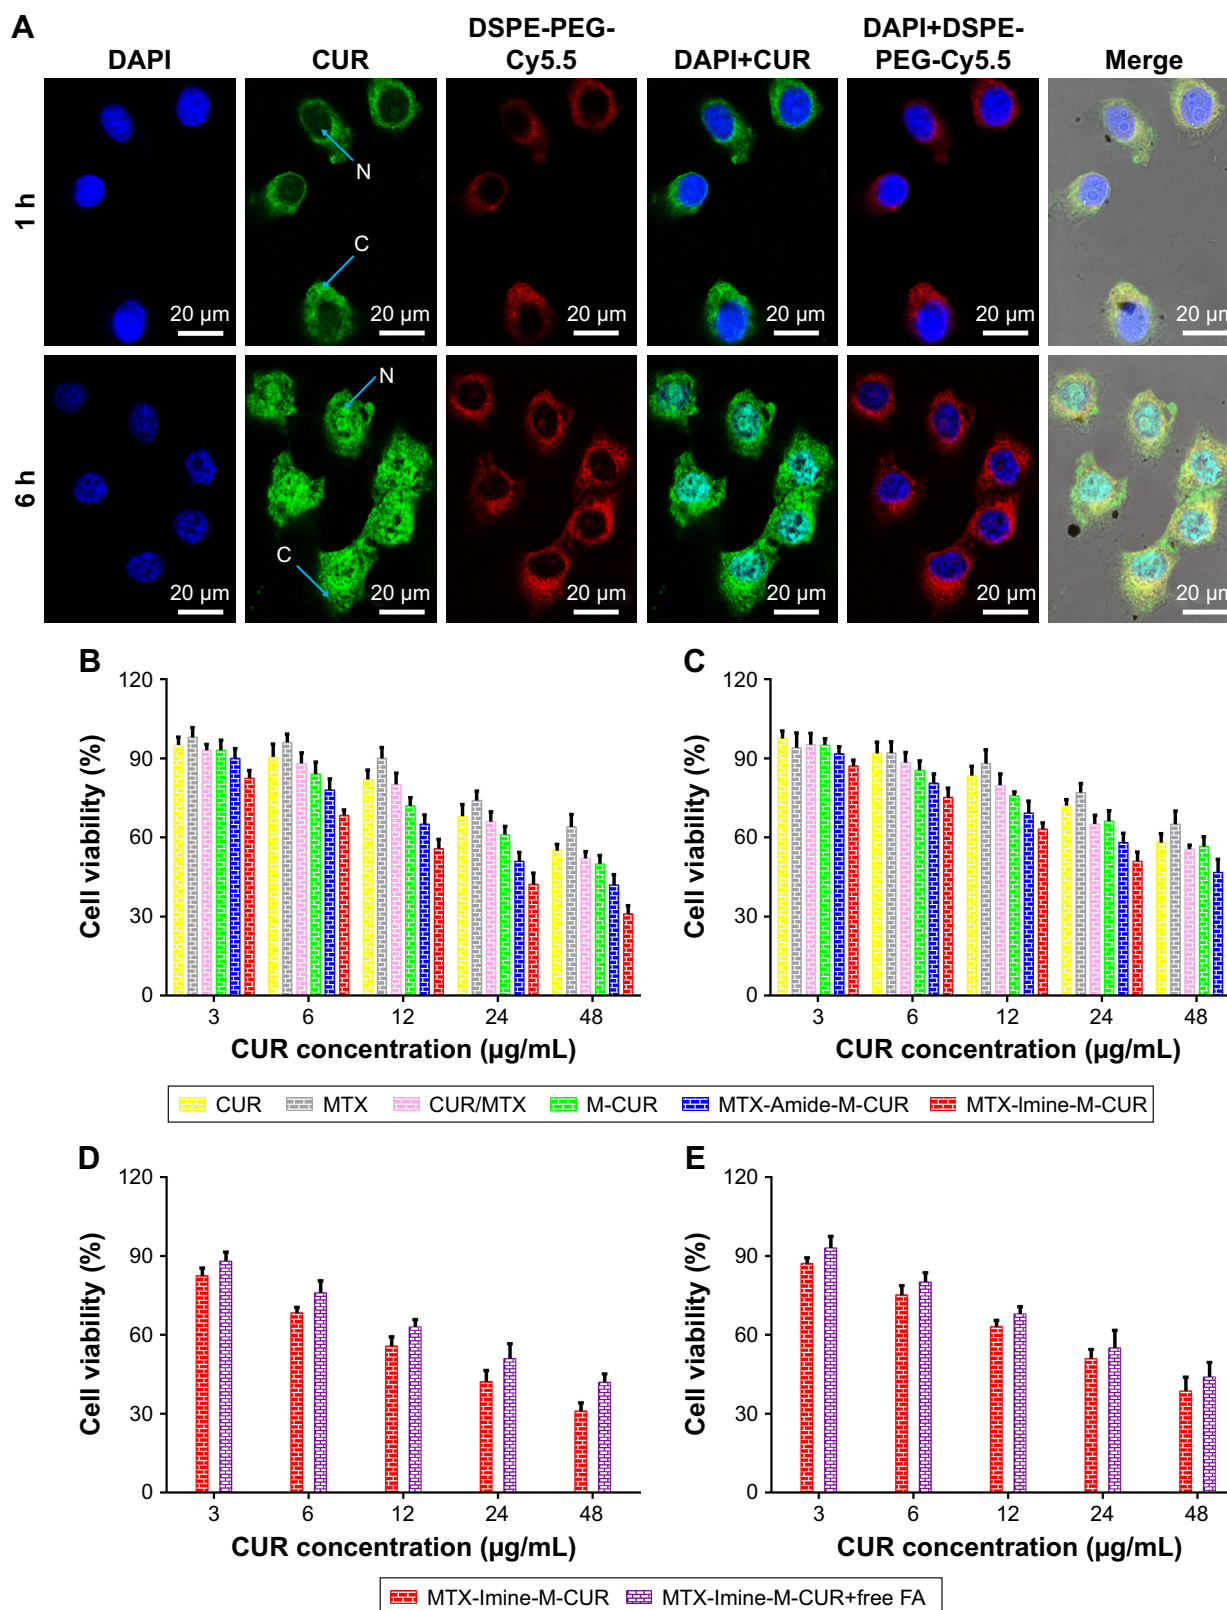 A
DAPI
CUR
DSPE-PEG-
Cy5.5
DAPI+CUR
DAPI+DSPE-
PEG-Cy5.5
Merge
1 h
N
C
20 µm
20 µm
20 µm
20 µm
20 µm
20 µm
6 h
N
C
20 µm
20 µm
20 µm
20 µm
20 µm
20 µm
B
Cell viability (%)
120
90
60
30
0
3
6
12
24
48
CUR concentration (µg/mL)
C
Cell viability (%)
120
90
60
30
0
3
6
12
24
48
CUR concentration (µg/mL)
CUR
MTX
CUR/MTX
M-CUR
MTX-Amide-M-CUR
MTX-Imine-M-CUR
D
Cell viability (%)
120
90
60
30
0
3
6
12
24
48
CUR concentration (µg/mL)
E
Cell viability (%)
120
90
60
30
0
3
6
12
24
48
CUR concentration (µg/mL)
MTX-Imine-M-CUR
MTX-Imine-M-CUR+free FA